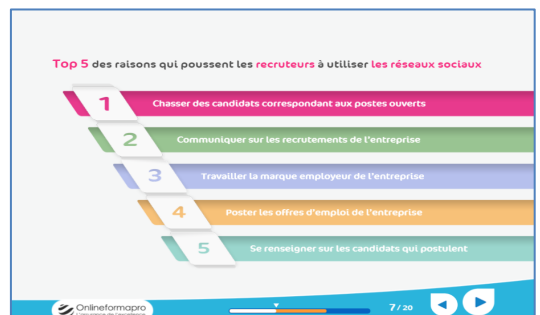 Top 5 des raisons qui poussent les recruteurs à utiliser les réseaux sociaux
1 Chasser des candidats correspondant aux postes ouverts
2 Communiquer sur les recrutements de l'entreprise
3 Travailler la marque employeur de l'entreprise
4 Poster les offres d'emploi de l'entreprise
5 Se renseigner sur les candidats qui postulent
Onlineformapro
7 / 20